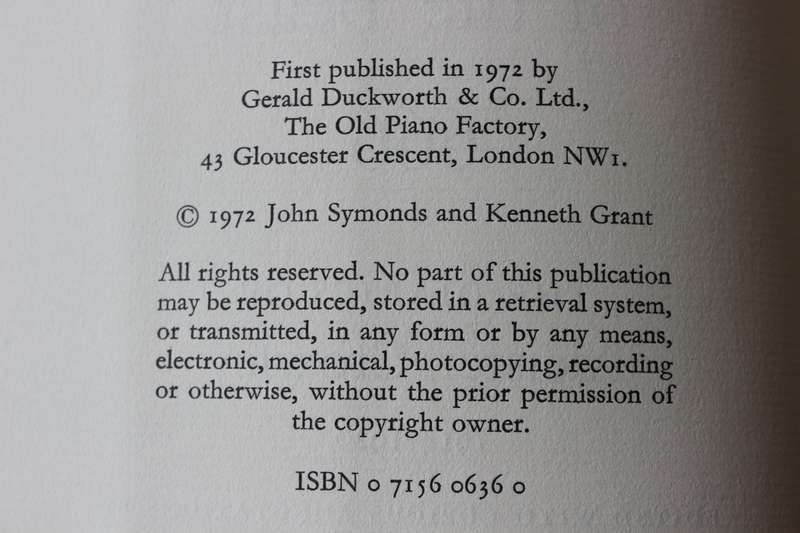 First published in 1972 by
Gerald Duckworth & Co. Ltd.,
The Old Piano Factory,
43 Gloucester Crescent, London NW1.
© 1972 John Symonds and Kenneth Grant
All rights reserved. No part of this publication
may be reproduced, stored in a retrieval system,
or transmitted, in any form or by any means,
electronic, mechanical, photocopying, recording
or otherwise, without the prior permission of
the copyright owner.
ISBN 0 7156 0636 0